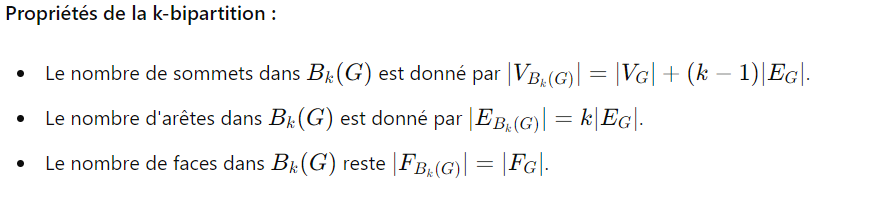 Propriétés de la k-bipartition :
• Le nombre de sommets dans $B_k(G)$ est donné par $|V_{B_k(G)}| = |V_G| + (k-1)|E_G|$.
• Le nombre d'arêtes dans $B_k(G)$ est donné par $|E_{B_k(G)}| = k|E_G|$.
• Le nombre de faces dans $B_k(G)$ reste $|F_{B_k(G)}| = |F_G|$.